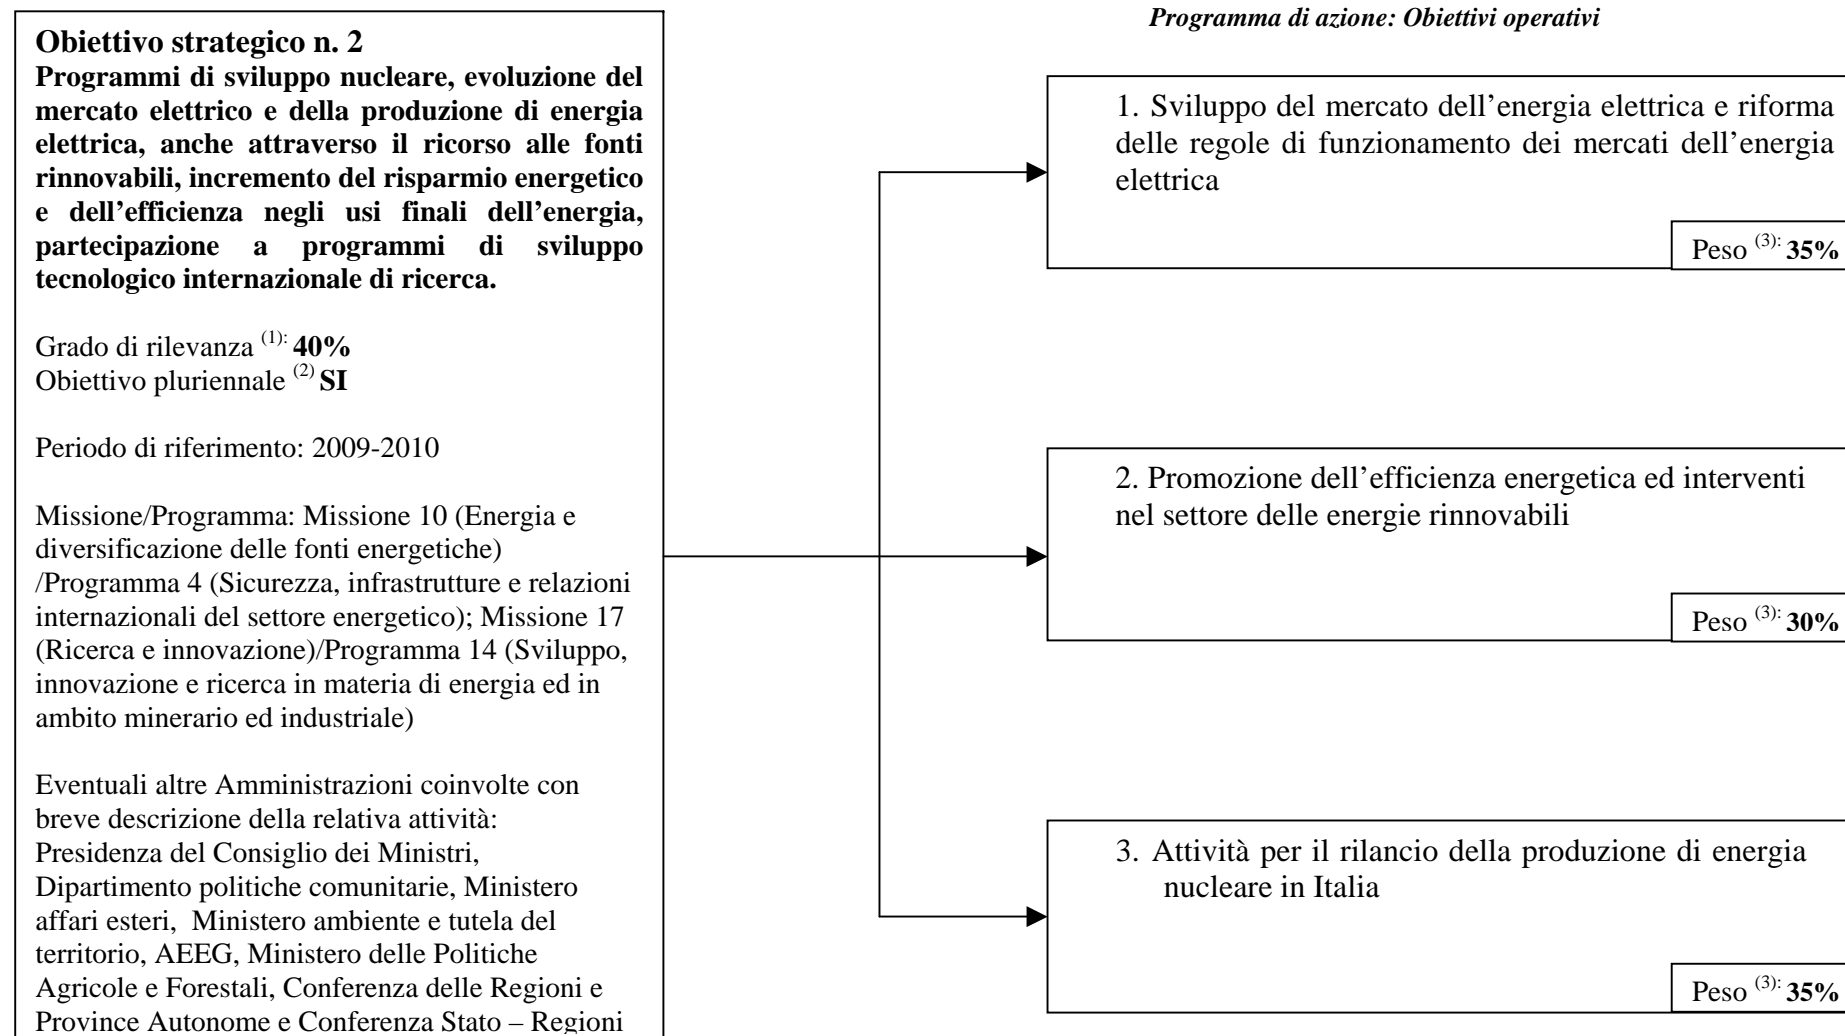 Programma di azione: Obiettivi operativi
Obiettivo strategico n. 2
Programmi di sviluppo nucleare, evoluzione del
mercato elettrico e della produzione di energia
elettrica, anche attraverso il ricorso alle fonti
rinnovabili, incremento del risparmio energetico
e dell’efficienza negli usi finali dell’energia,
partecipazione a programmi di sviluppo
tecnologico internazionale di ricerca.
Grado di rilevanza (1): 40%
Obiettivo pluriennale (2) SI
Periodo di riferimento: 2009-2010
Missione/Programma: Missione 10 (Energia e
diversificazione delle fonti energetiche)
/Programma 4 (Sicurezza, infrastrutture e relazioni
internazionali del settore energetico); Missione 17
(Ricerca e innovazione)/Programma 14 (Sviluppo,
innovazione e ricerca in materia di energia ed in
ambito minerario ed industriale)
Eventuali altre Amministrazioni coinvolte con
breve descrizione della relativa attività:
Presidenza del Consiglio dei Ministri,
Dipartimento politiche comunitarie, Ministero
affari esteri, Ministero ambiente e tutela del
territorio, AEEG, Ministero delle Politiche
Agricole e Forestali, Conferenza delle Regioni e
Province Autonome e Conferenza Stato – Regioni
1. Sviluppo del mercato dell’energia elettrica e riforma
delle regole di funzionamento dei mercati dell’energia
elettrica
Peso (3): 35%
2. Promozione dell’efficienza energetica ed interventi
nel settore delle energie rinnovabili
Peso (3): 30%
3. Attività per il rilancio della produzione di energia
nucleare in Italia
Peso (3): 35%